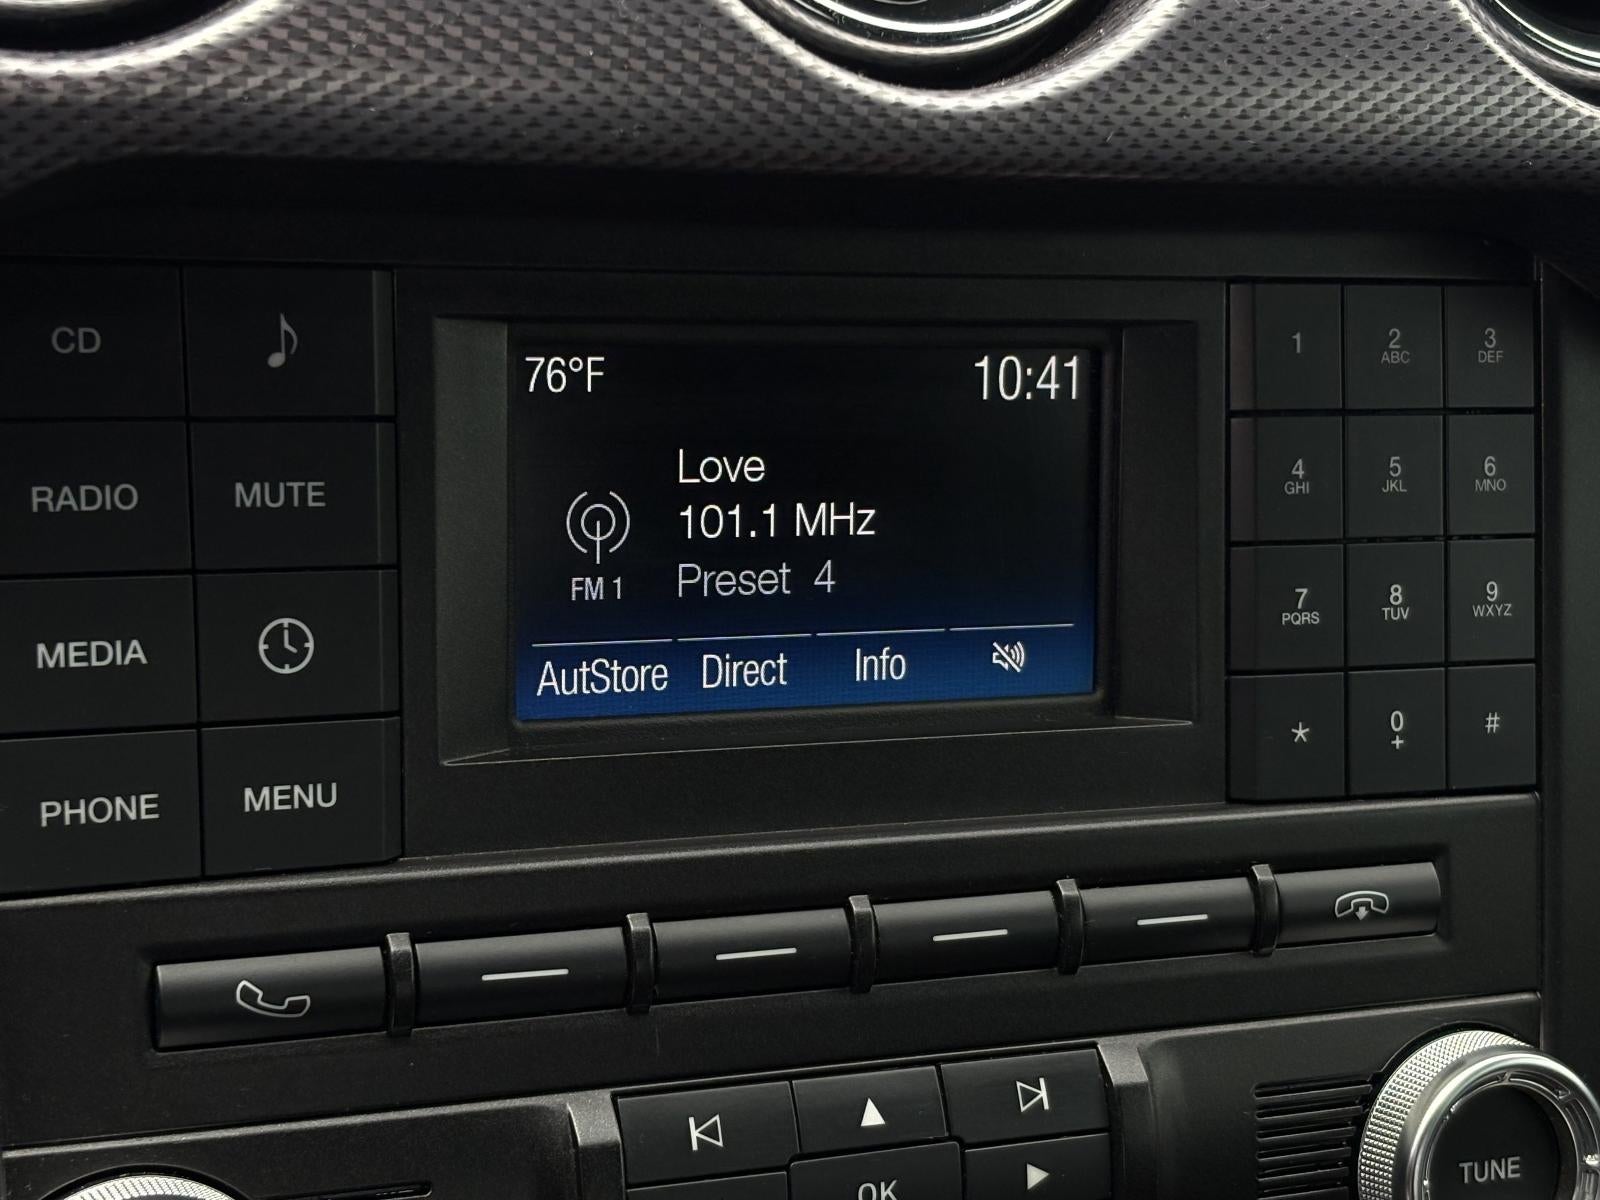 76°F
10:41
Love
101.1 MHz
FM 1
Preset 4
AutStore Direct Info
CD
RADIO MUTE
MEDIA
PHONE MENU
1 2 ABC 3 DEF
4 GHI 5 JKL 6 MNO
7 PQRS 8 TUV 9 WXYZ
* 0 + #
OK
TUNE